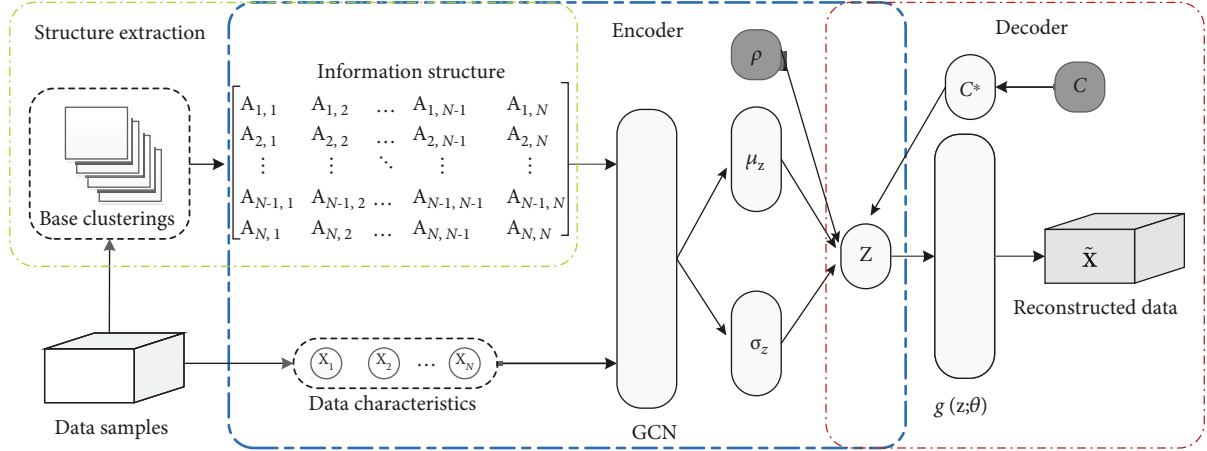 Structure extraction
Encoder
Decoder
Information structure
A1, 1 A1, 2 … A1, N-1 A1, N
A2, 1 A2, 2 … A2, N-1 A2, N
⋮ ⋮ ⋱ ⋮ ⋮
AN-1, 1 AN-1, 2 … AN-1, N-1 AN-1, N
AN, 1 AN, 2 … AN, N-1 AN, N
Base clusterings
ρ
C*
C
μz
Z
σz
X̃
Reconstructed data
X1 X2 … XN
Data characteristics
Data samples
GCN
g (z;θ)